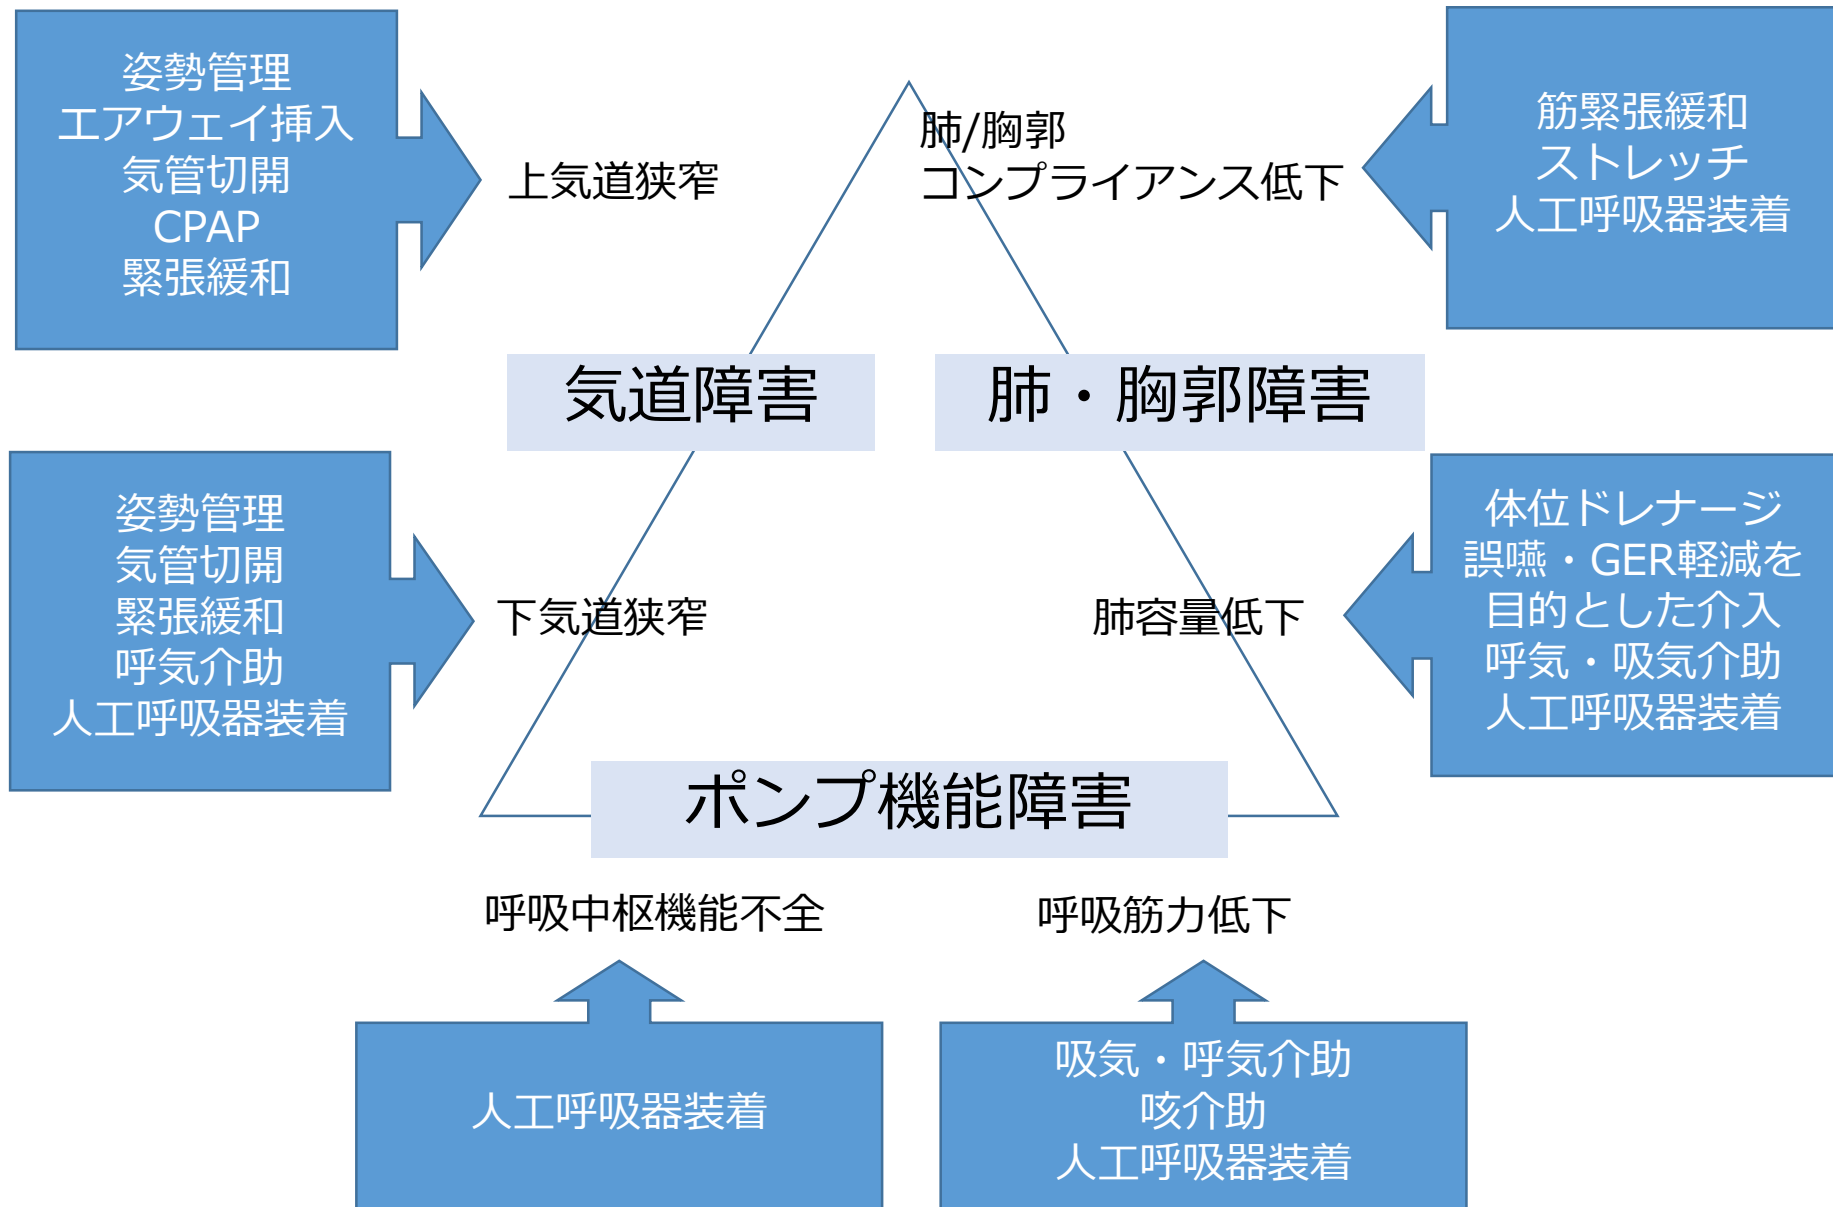 姿勢管理
エアウェイ挿入
気管切開
CPAP
緊張緩和
上気道狭窄
肺/胸郭
コンプライアンス低下
筋緊張緩和
ストレッチ
人工呼吸器装着
気道障害
肺・胸郭障害
姿勢管理
気管切開
緊張緩和
呼気介助
人工呼吸器装着
下気道狭窄
肺容量低下
体位ドレナージ
誤嚥・GER軽減を
目的とした介入
呼気・吸気介助
人工呼吸器装着
ポンプ機能障害
呼吸中枢機能不全
呼吸筋力低下
人工呼吸器装着
吸気・呼気介助
咳介助
人工呼吸器装着